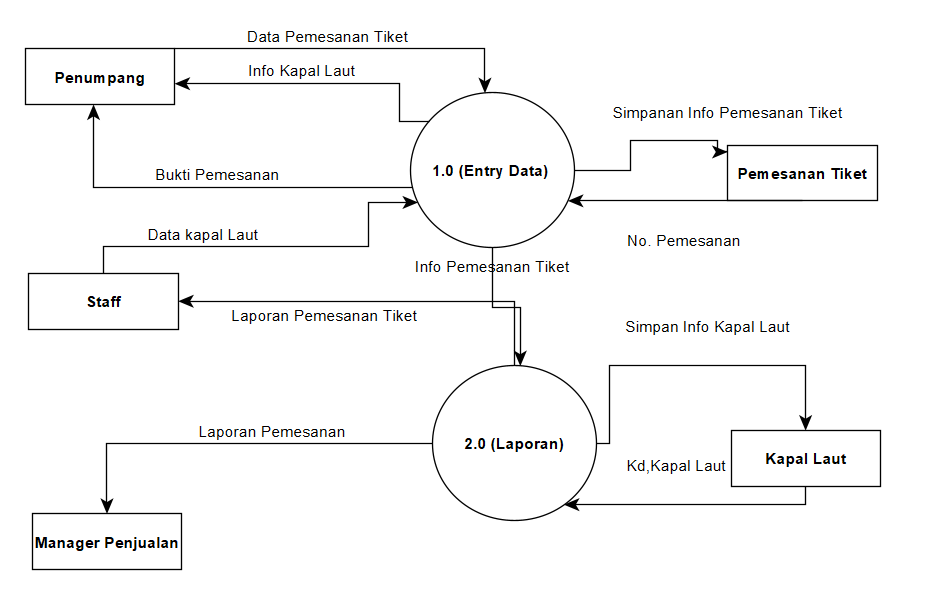 Data Pemesanan Tiket
Penumpang
Info Kapal Laut
Simpanan Info Pemesanan Tiket
1.0 (Entry Data)
Pemesanan Tiket
Bukti Pemesanan
Data kapal Laut
No. Pemesanan
Info Pemesanan Tiket
Staff
Laporan Pemesanan Tiket
Simpan Info Kapal Laut
Laporan Pemesanan
2.0 (Laporan)
Kd,Kapal Laut
Kapal Laut
Manager Penjualan